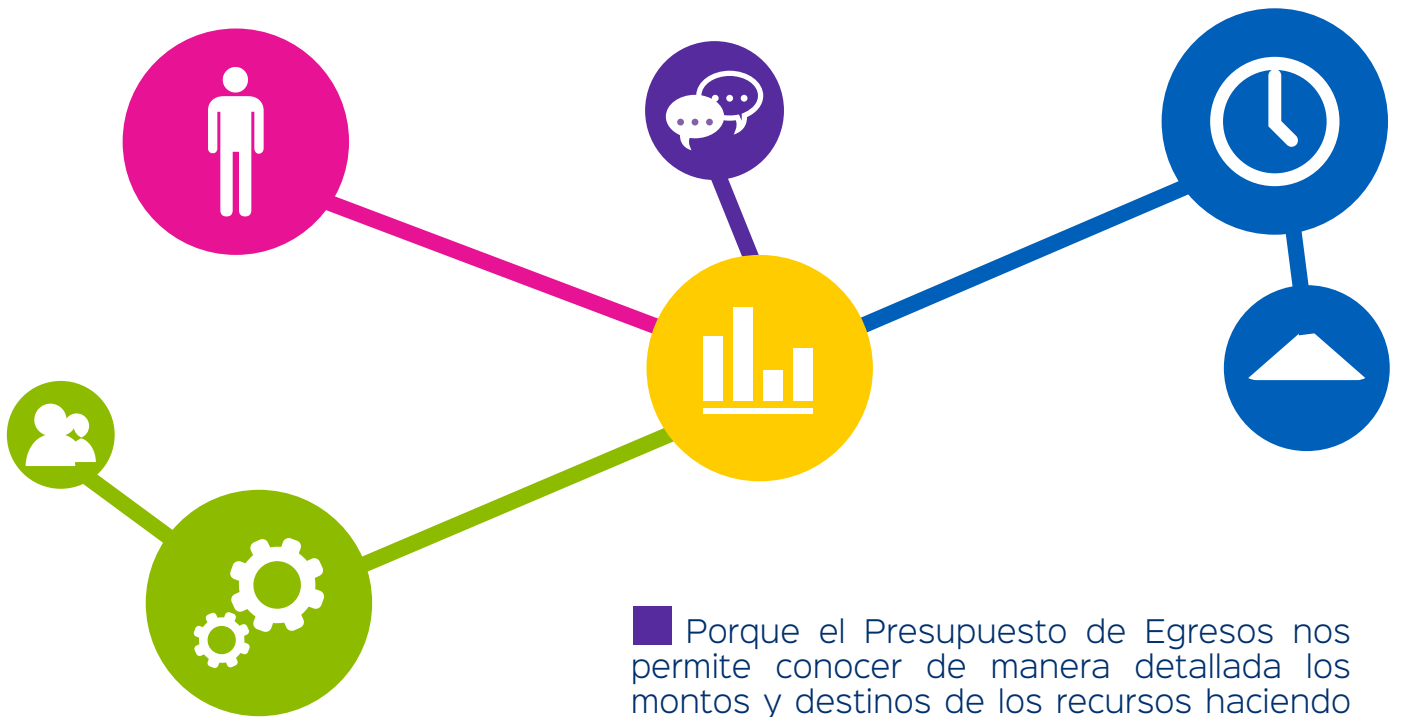 Porque el Presupuesto de Egresos nos
permite conocer de manera detallada los
montos y destinos de los recursos haciendo